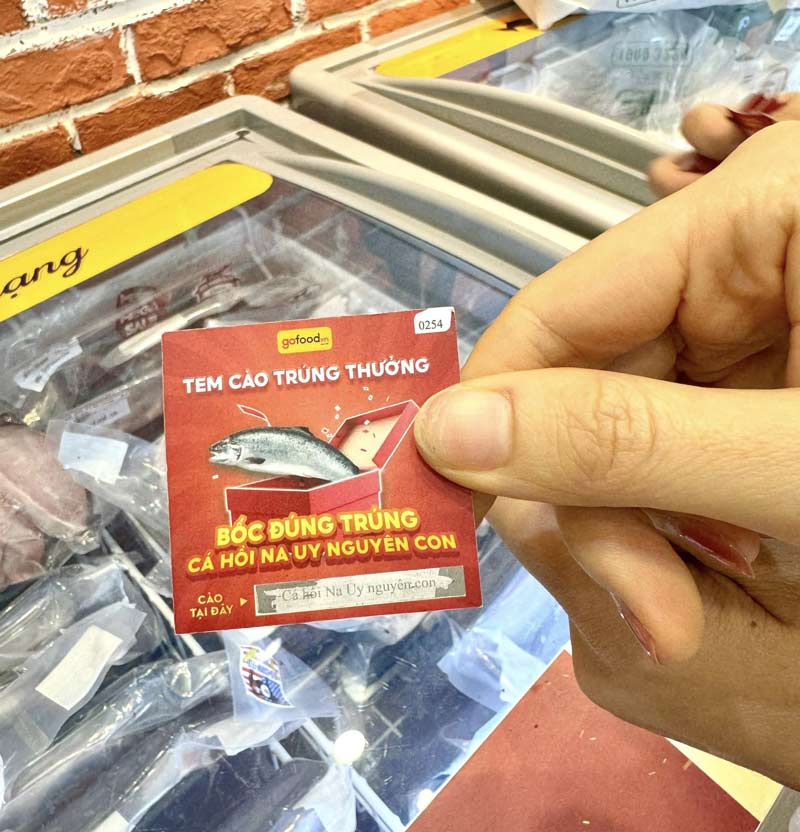 ạng
gofood.vn
0254
TEM CÀO TRÚNG THƯỞNG
BỐC ĐÚNG TRÚNG
CÁ HỒI NA-UY NGUYÊN CON
CÀO
TẠI ĐÂY
Cá hồi Na Uy nguyên con